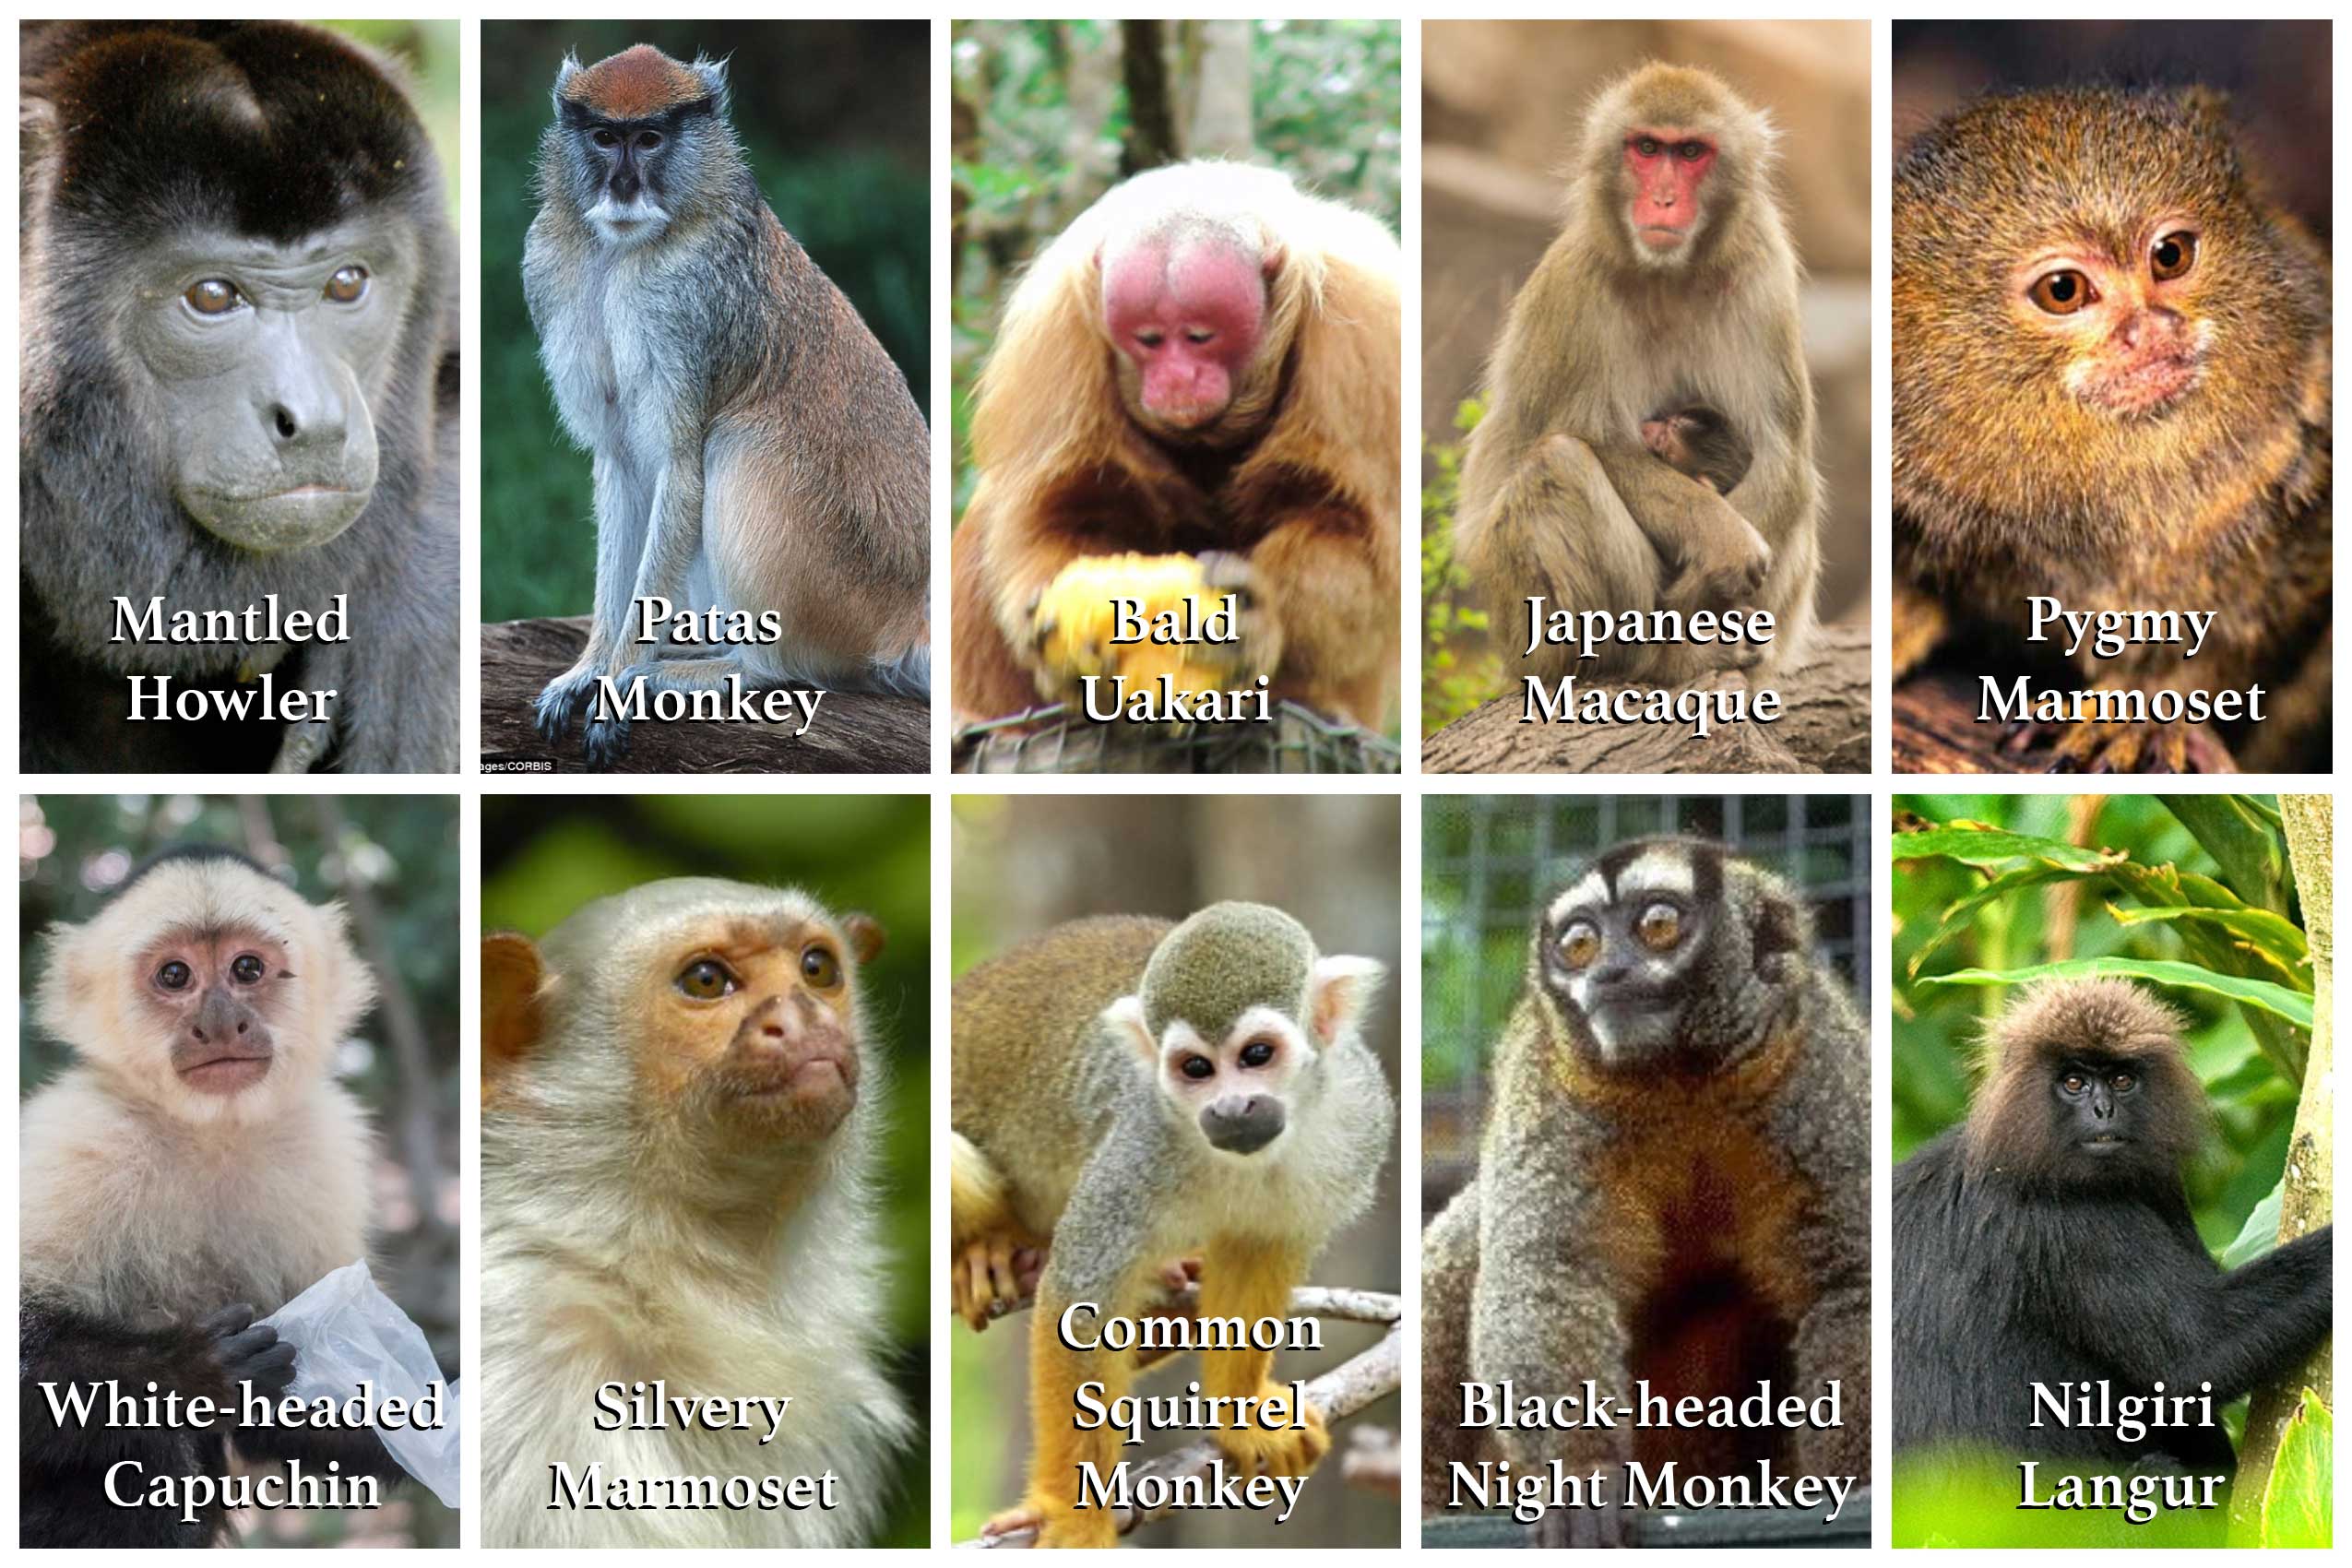 Mantled
Howler
Patas
Monkey
ages/CORBIS
Bald
Uakari
Japanese
Macaque
Pygmy
Marmoset
White-headed
Capuchin
Silvery
Marmoset
Common
Squirrel
Monkey
Black-headed
Night Monkey
Nilgiri
Langur